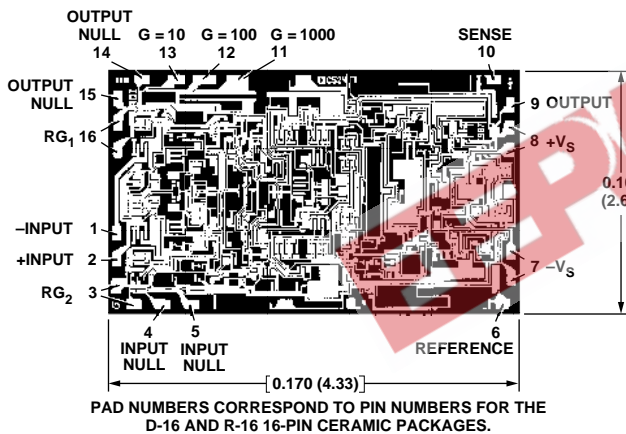 OUTPUT
NULL G = 10 G = 100 G = 1000 SENSE
14 13 12 11 10
OUTPUT
NULL 15
9 OUTPUT
RG1 16
8 +VS
–INPUT 1
+INPUT 2
7 –VS
RG2 3
4 5 6
INPUT INPUT REFERENCE
NULL NULL
0.170 (4.33)
PAD NUMBERS CORRESPOND TO PIN NUMBERS FOR THE
D-16 AND R-16 16-PIN CERAMIC PACKAGES.